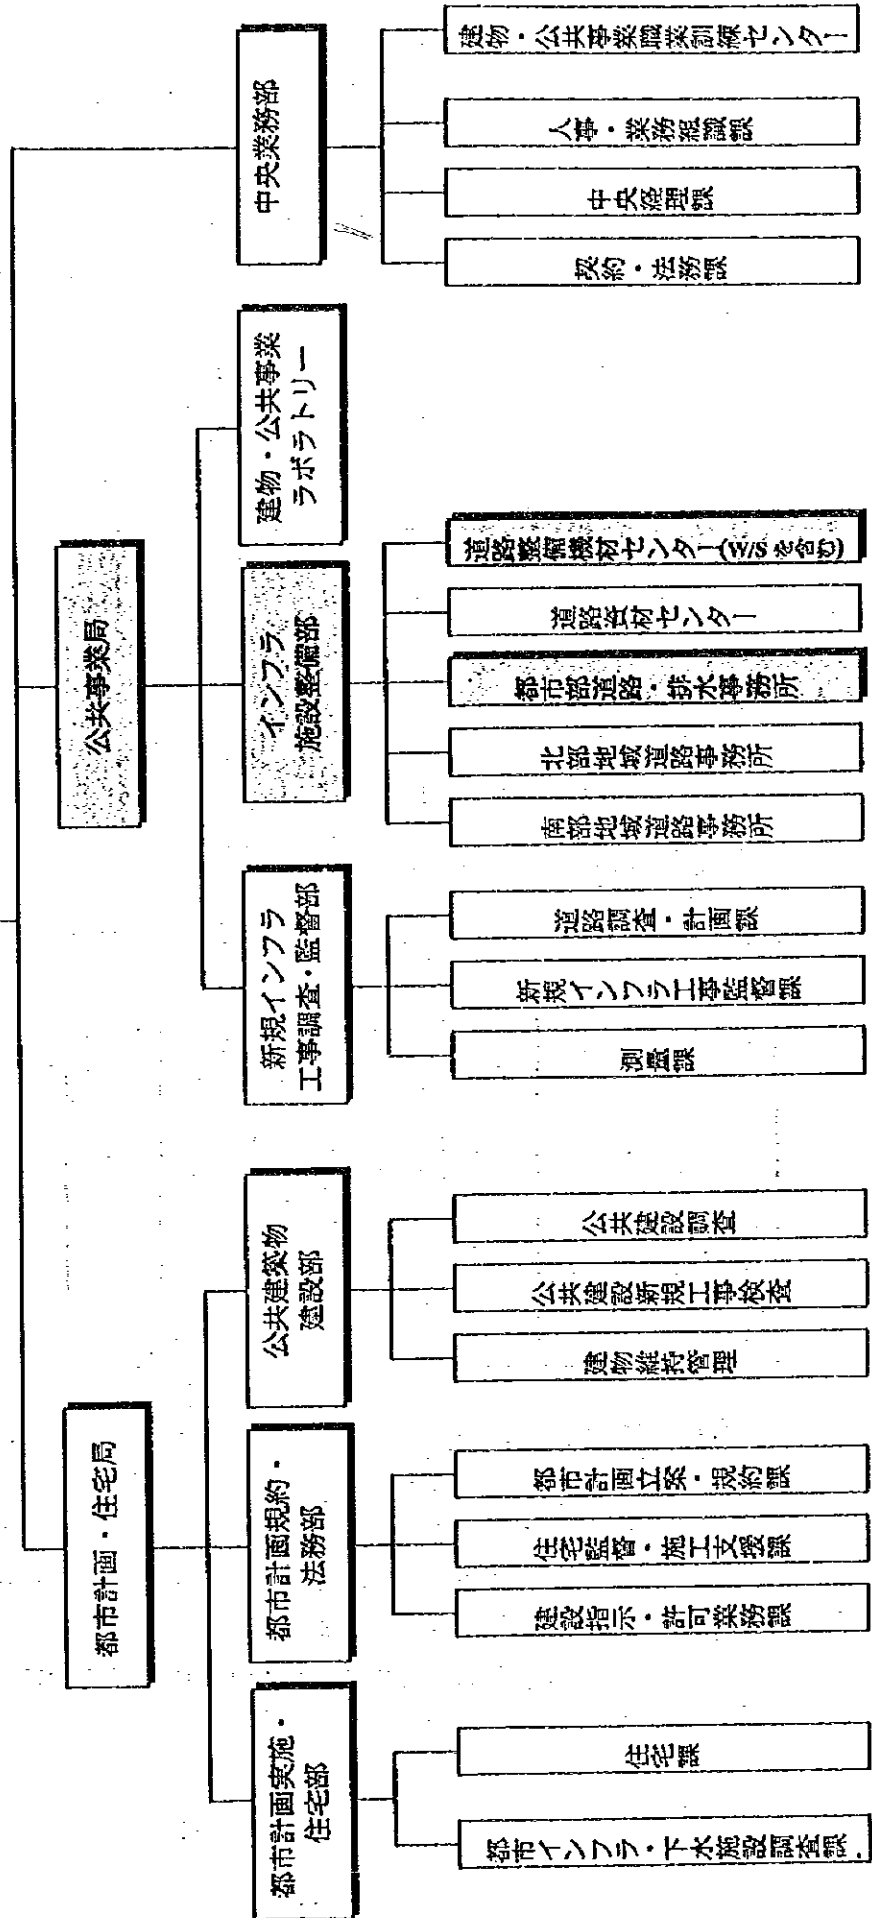 都市計画・住宅局
公共事業局
都市計画実施・
住宅部
都市計画規約・
法務部
公共建築物
建設部
新規インフラ
工事調査・監督部
インフラ
施設整備部
建物・公共事業
ラボラトリー
中央業務部
都市インフラ・下水施設調査課
住宅課
建設指示・許可業務課
住宅監督・施工支援課
都市計画立案・規約課
建物維持管理
公共建設新規工事検査
公共建設調査
測量課
新規インフラ工事監督課
道路調査・計画課
南部地域道路事務所
北部地域道路事務所
都市部道路・排水事務所
道路資材センター
道路整備機材センター(W/Sを含む)
契約・法務課
中央経理課
人事・業務組織課
建物・公共事業職業訓練センター